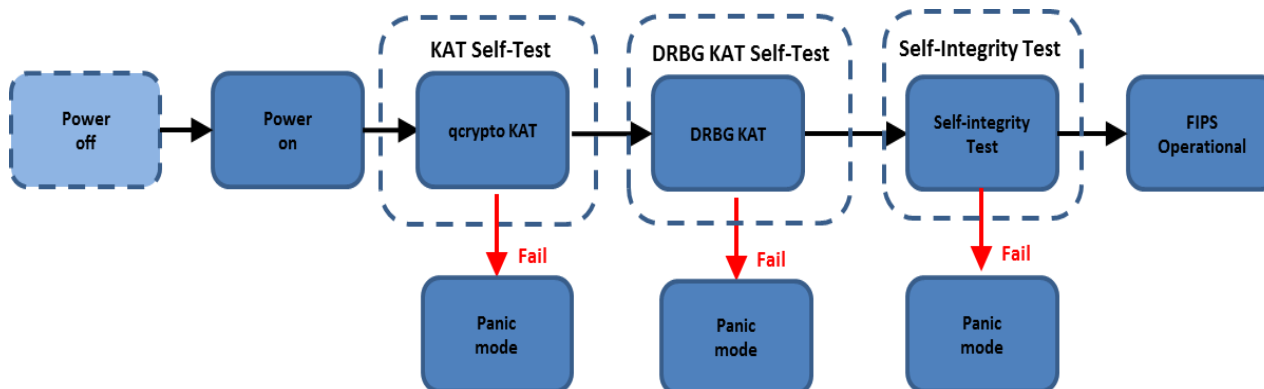 KAT Self-Test
DRBG KAT Self-Test
Self-Integrity Test
Power
off
Power
on
qcrypto KAT
DRBG KAT
Self-integrity
Test
FIPS
Operational
Fail
Fail
Fail
Panic
mode
Panic
mode
Panic
mode